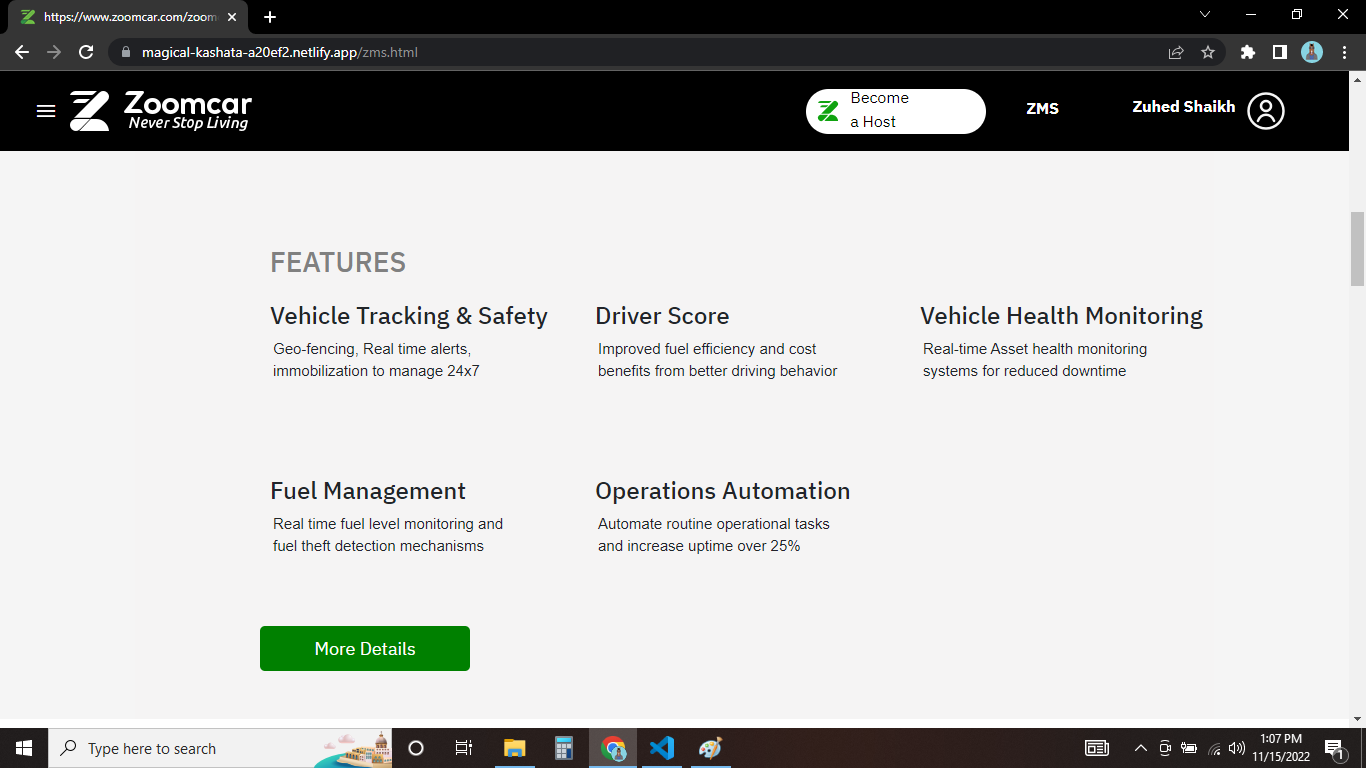 https://www.zoomcar.com/zoom
magical-kashata-a20ef2.netlify.app/zms.html
Zoomcar
Never Stop Living
Become
a Host
ZMS
Zuhed Shaikh
FEATURES
Vehicle Tracking & Safety
Geo-fencing, Real time alerts,
immobilization to manage 24x7
Driver Score
Improved fuel efficiency and cost
benefits from better driving behavior
Vehicle Health Monitoring
Real-time Asset health monitoring
systems for reduced downtime
Fuel Management
Real time fuel level monitoring and
fuel theft detection mechanisms
Operations Automation
Automate routine operational tasks
and increase uptime over 25%
More Details
Type here to search
1:07 PM
11/15/2022
1